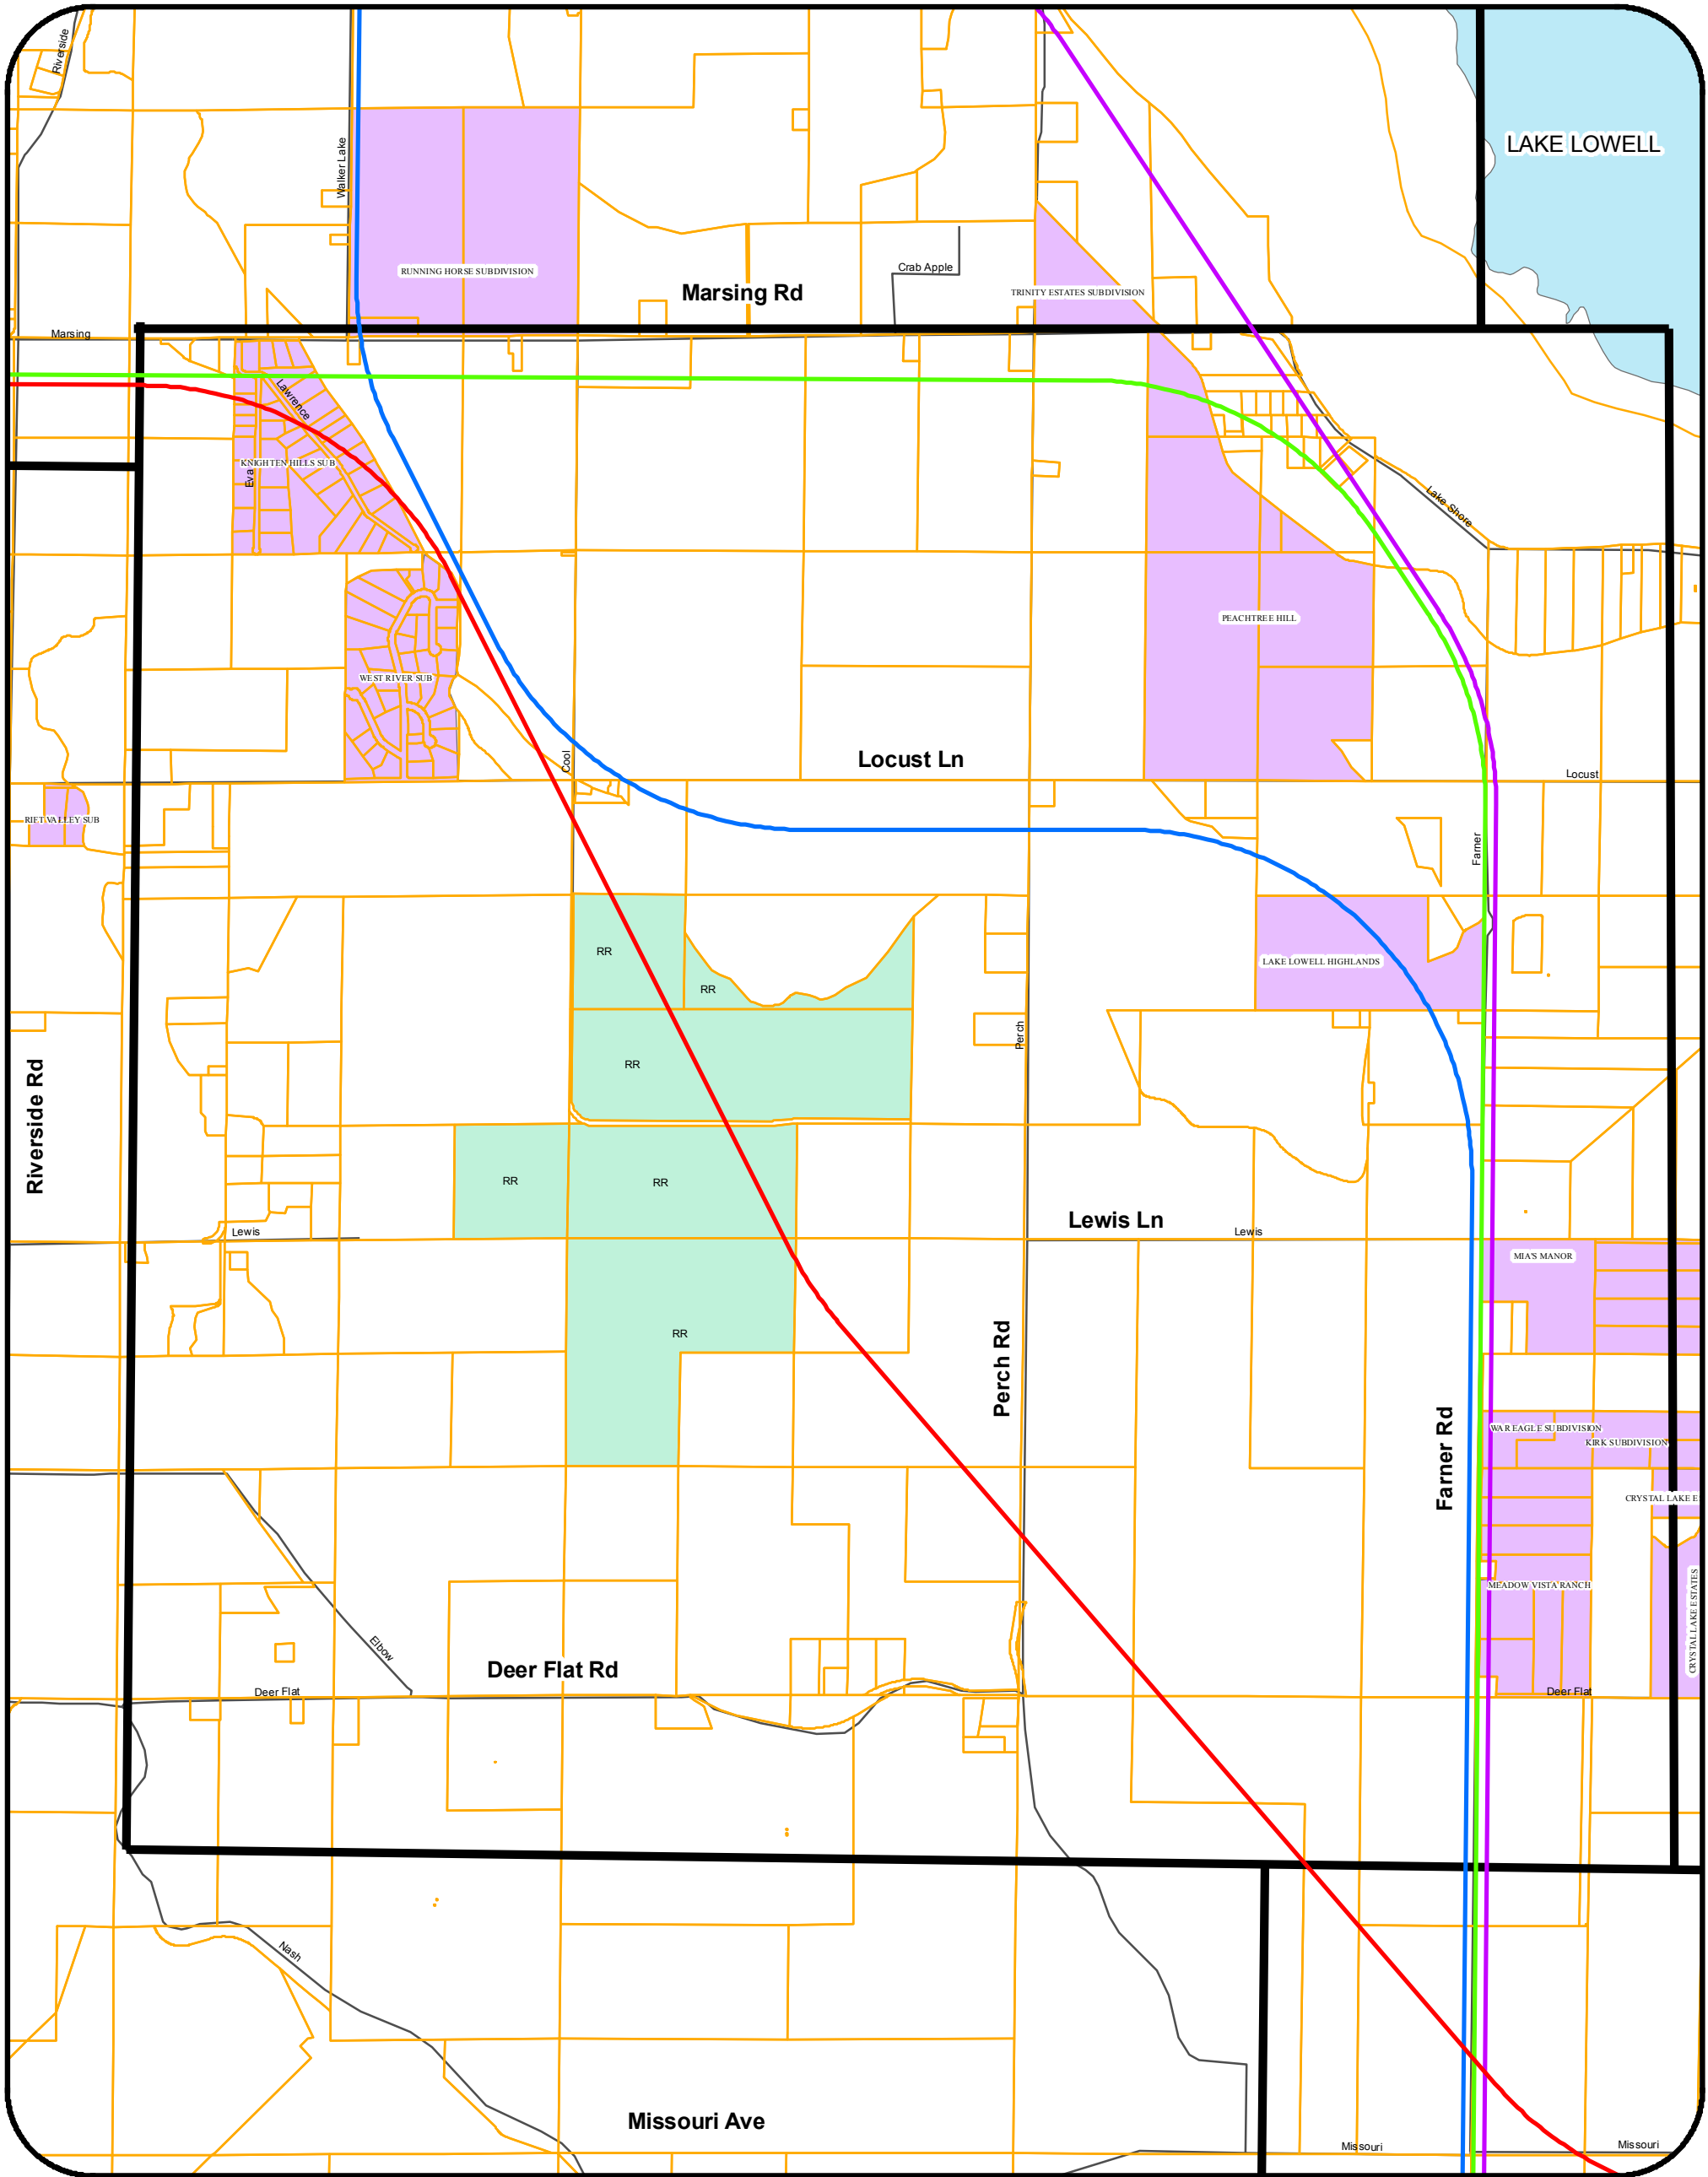 Riverside
LAKE LOWELL
Walker Lake
RUNNING HORSE SUBDIVISION
Crab Apple
Marsing Rd
TRINITY ESTATES SUBDIVISION
Marsing
Lawrence
KNIGHTEN HILLS SUB
Eva
Lake Shore
PEACHTREE HILL
WEST RIVER SUB
Cool
Locust Ln
Locust
RIET VALLEY SUB
Farner
RR
LAKE LOWELL HIGHLANDS
RR
Perch
RR
Riverside Rd
RR
RR
Lewis Ln
Lewis
Lewis
MIA'S MANOR
RR
Perch Rd
Farner Rd
WAR EAGLE SUBDIVISION
KIRK SUBDIVISION
CRYSTAL LAKE E
MEADOW VISTA RANCH
CRYSTAL LAKE ESTATES
Elbow
Deer Flat Rd
Deer Flat
Deer Flat
Nash
Missouri Ave
Missouri
Missouri